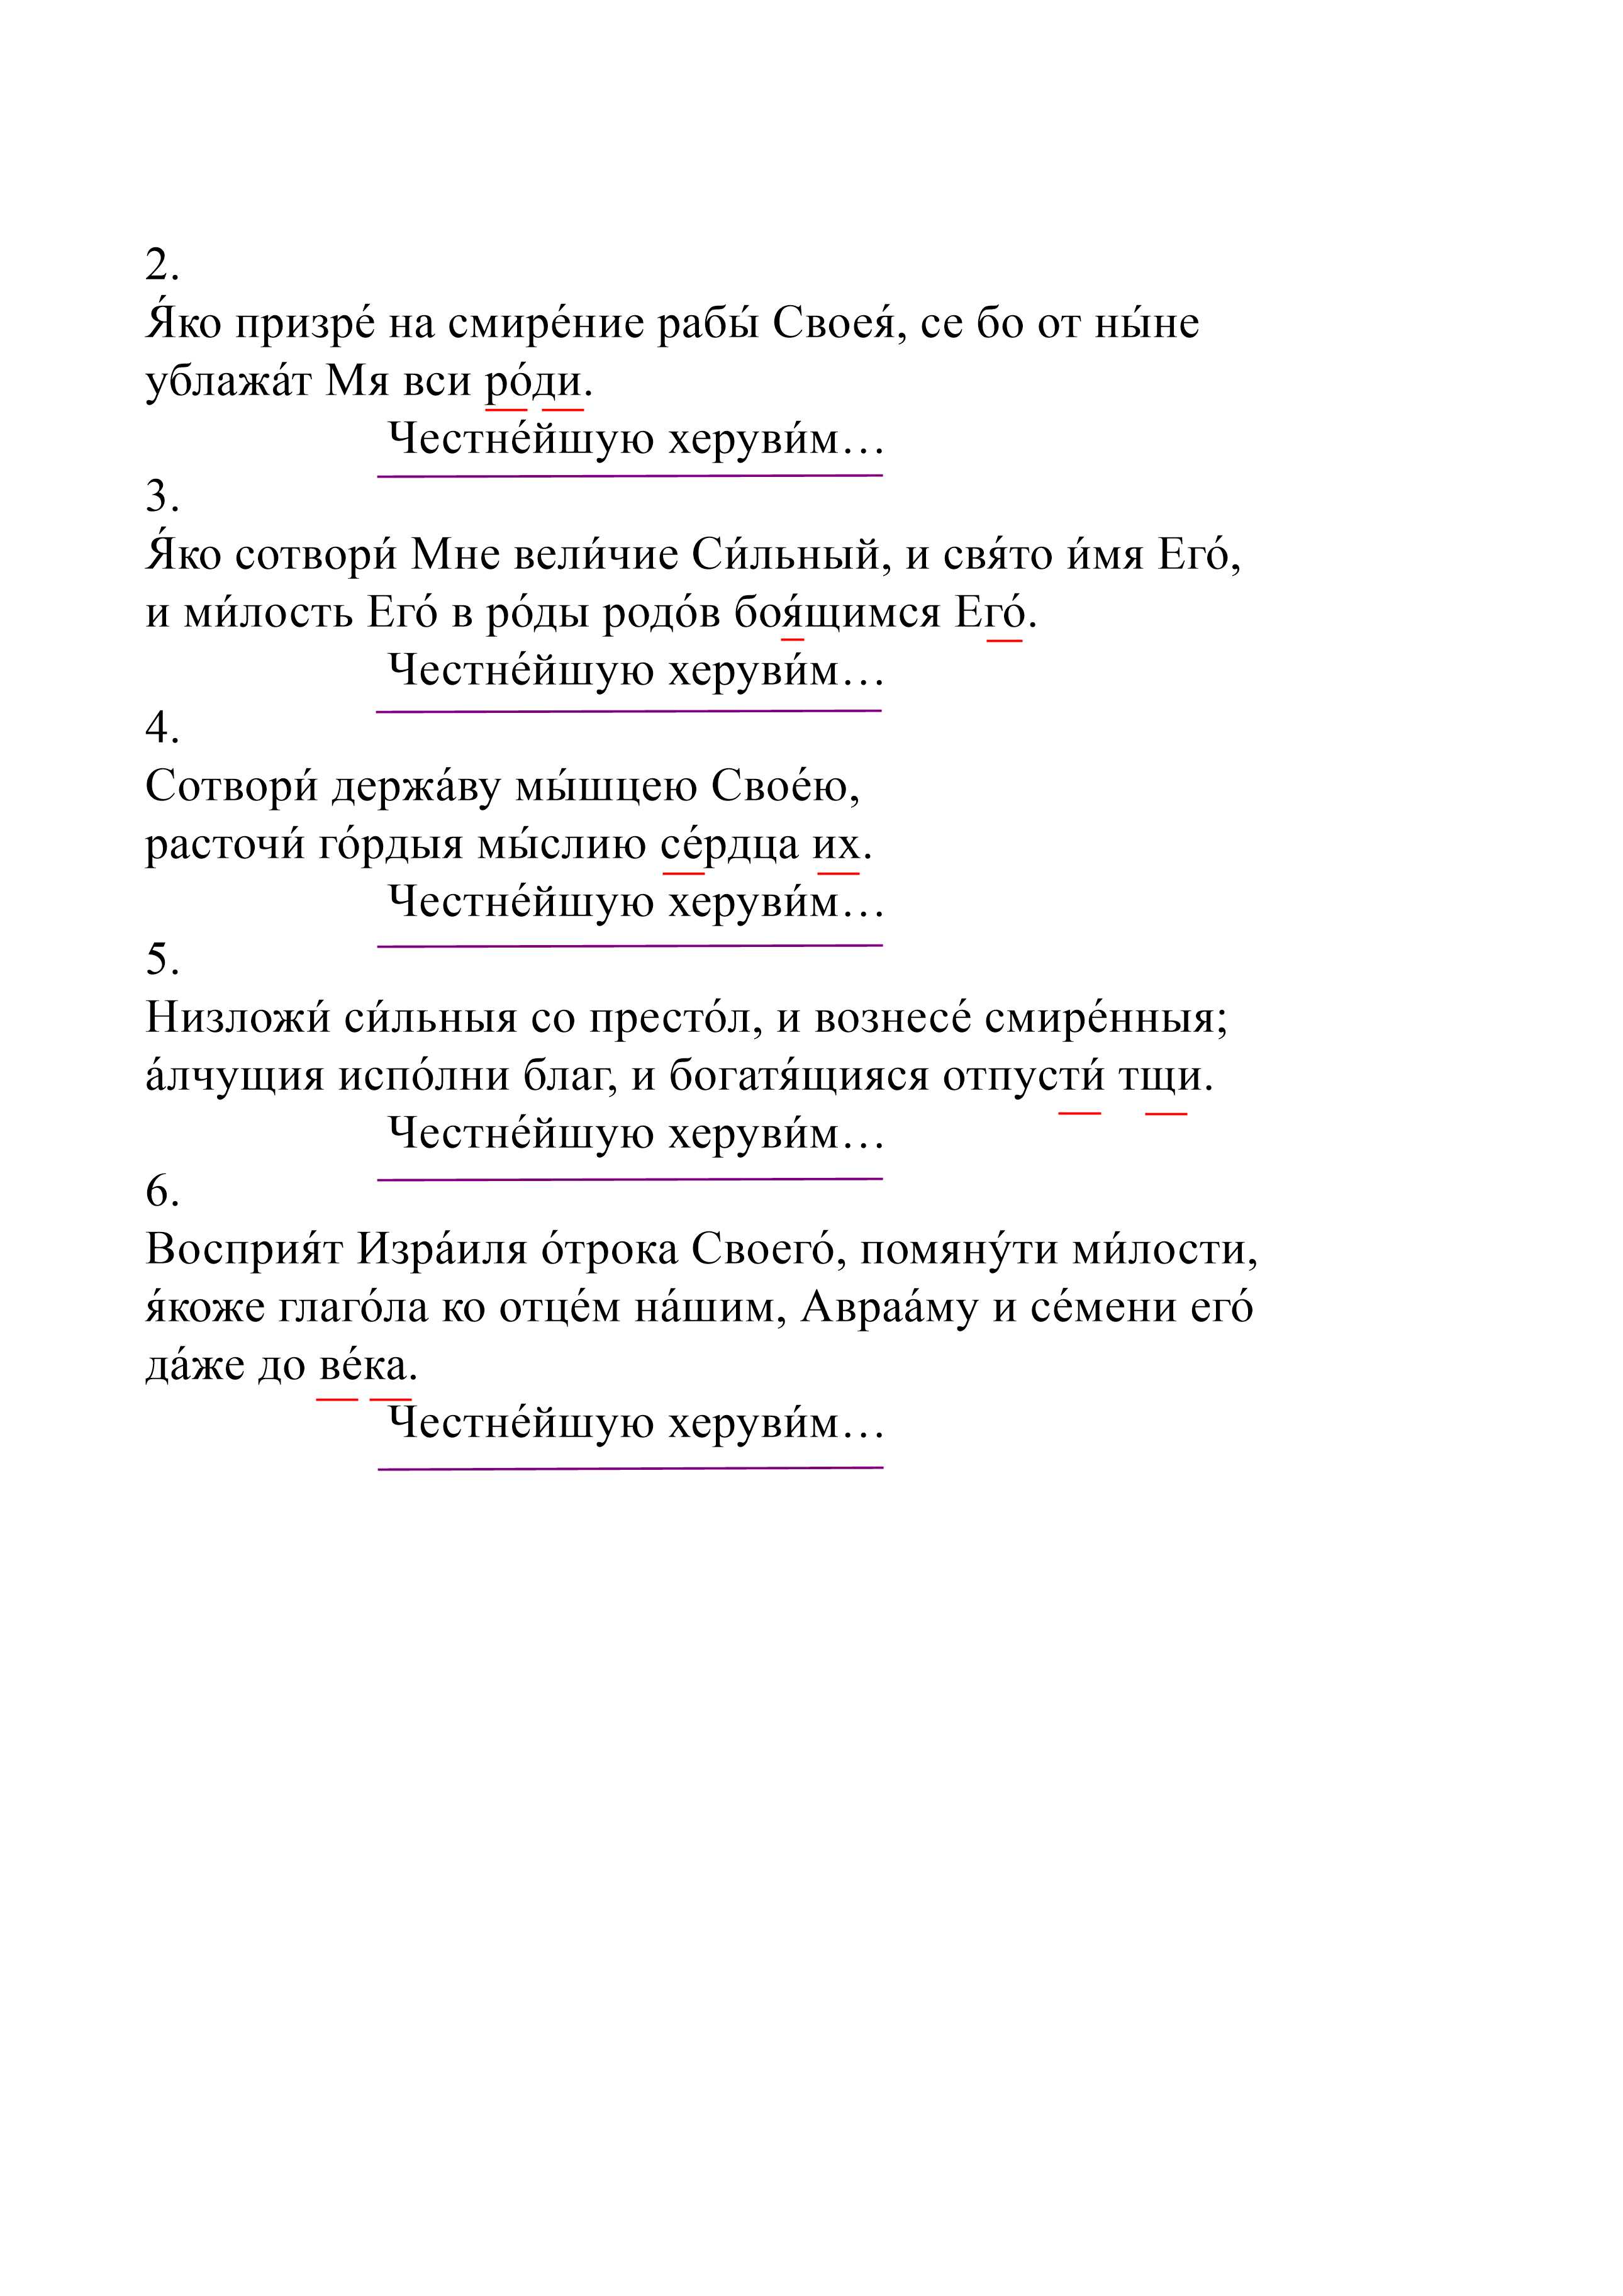 2.
Я́ко призре́ на смире́ние рабы́ Своея́, се бо от ны́не
ублажа́т Мя вси ро́ди.
Честне́йшую херуви́м…
3.
Я́ко сотвори́ Мне вели́чие Си́льный, и свя́то и́мя Его́,
и ми́лость Его́ в ро́ды родо́в боя́щимся Его́.
Честне́йшую херуви́м…
4.
Сотвори́ держа́ву мы́шцею Свое́ю,
расточи́ го́рдыя мы́слию се́рдца их.
Честне́йшую херуви́м…
5.
Низложи́ си́льныя со престо́л, и вознесе́ смире́нныя;
а́лчущия испо́лни благ, и богатя́щияся отпусти́ тщи.
Честне́йшую херуви́м…
6.
Восприя́т Изра́иля о́трока Своего́, помяну́ти ми́лости,
я́коже глаго́ла ко отце́м на́шим, Авраа́му и се́мени его́
да́же до ве́ка.
Честне́йшую херуви́м…